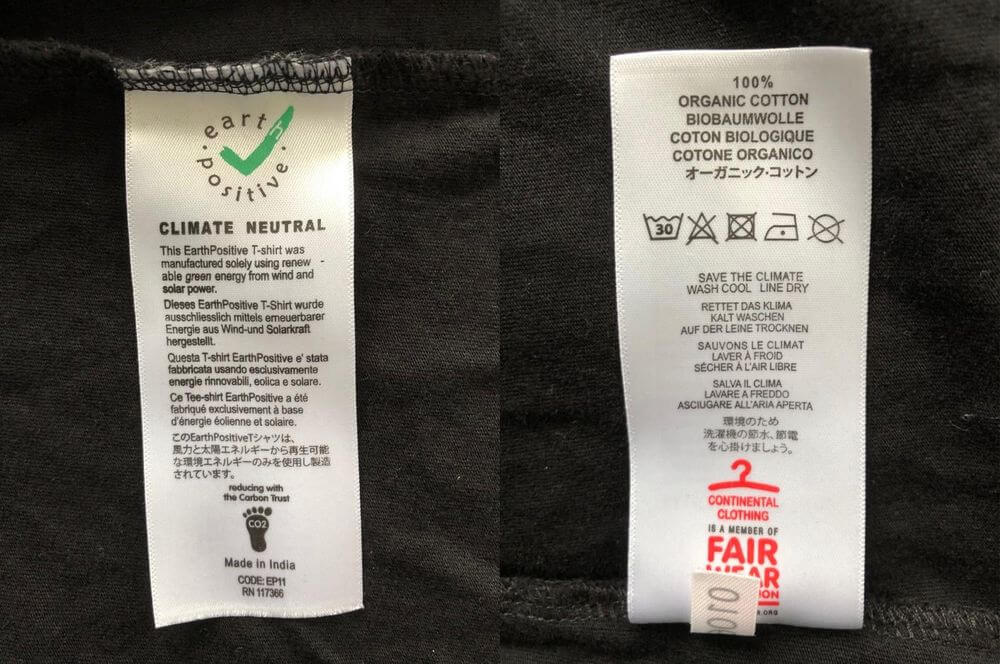 earth positive
CLIMATE NEUTRAL
This EarthPositive T-shirt was
manufactured solely using renew -
able green energy from wind and
solar power.
Dieses EarthPositive T-Shirt wurde
ausschliesslich mittels erneuerbarer
Energie aus Wind-und Solarkraft
hergestellt.
Questa T-shirt EarthPositive e' stata
fabbricata usando esclusivamente
energie rinnovabili, eolica e solare.
Ce Tee-shirt EarthPositive a été
fabriqué exclusivement à base
d'énergie éolienne et solaire.
このEarthPositiveTシャツは、
風力と太陽エネルギーから再生可能
な環境エネルギーのみを使用し製造
されています。
reducing with
the Carbon Trust
CO2
Made in India
CODE: EP11
RN 117366
100%
ORGANIC COTTON
BIOBAUMWOLLE
COTON BIOLOGIQUE
COTONE ORGANICO
オーガニック・コットン
30
SAVE THE CLIMATE
WASH COOL LINE DRY
RETTET DAS KLIMA
KALT WASCHEN
AUF DER LEINE TROCKNEN
SAUVONS LE CLIMAT
LAVER À FROID
SÉCHER À L'AIR LIBRE
SALVA IL CLIMA
LAVARE A FREDDO
ASCIUGARE ALL'ARIA APERTA
環境のため
洗濯機の節水、節電
を心掛けましょう。
CONTINENTAL
CLOTHING
IS A MEMBER OF
FAIR
WEAR